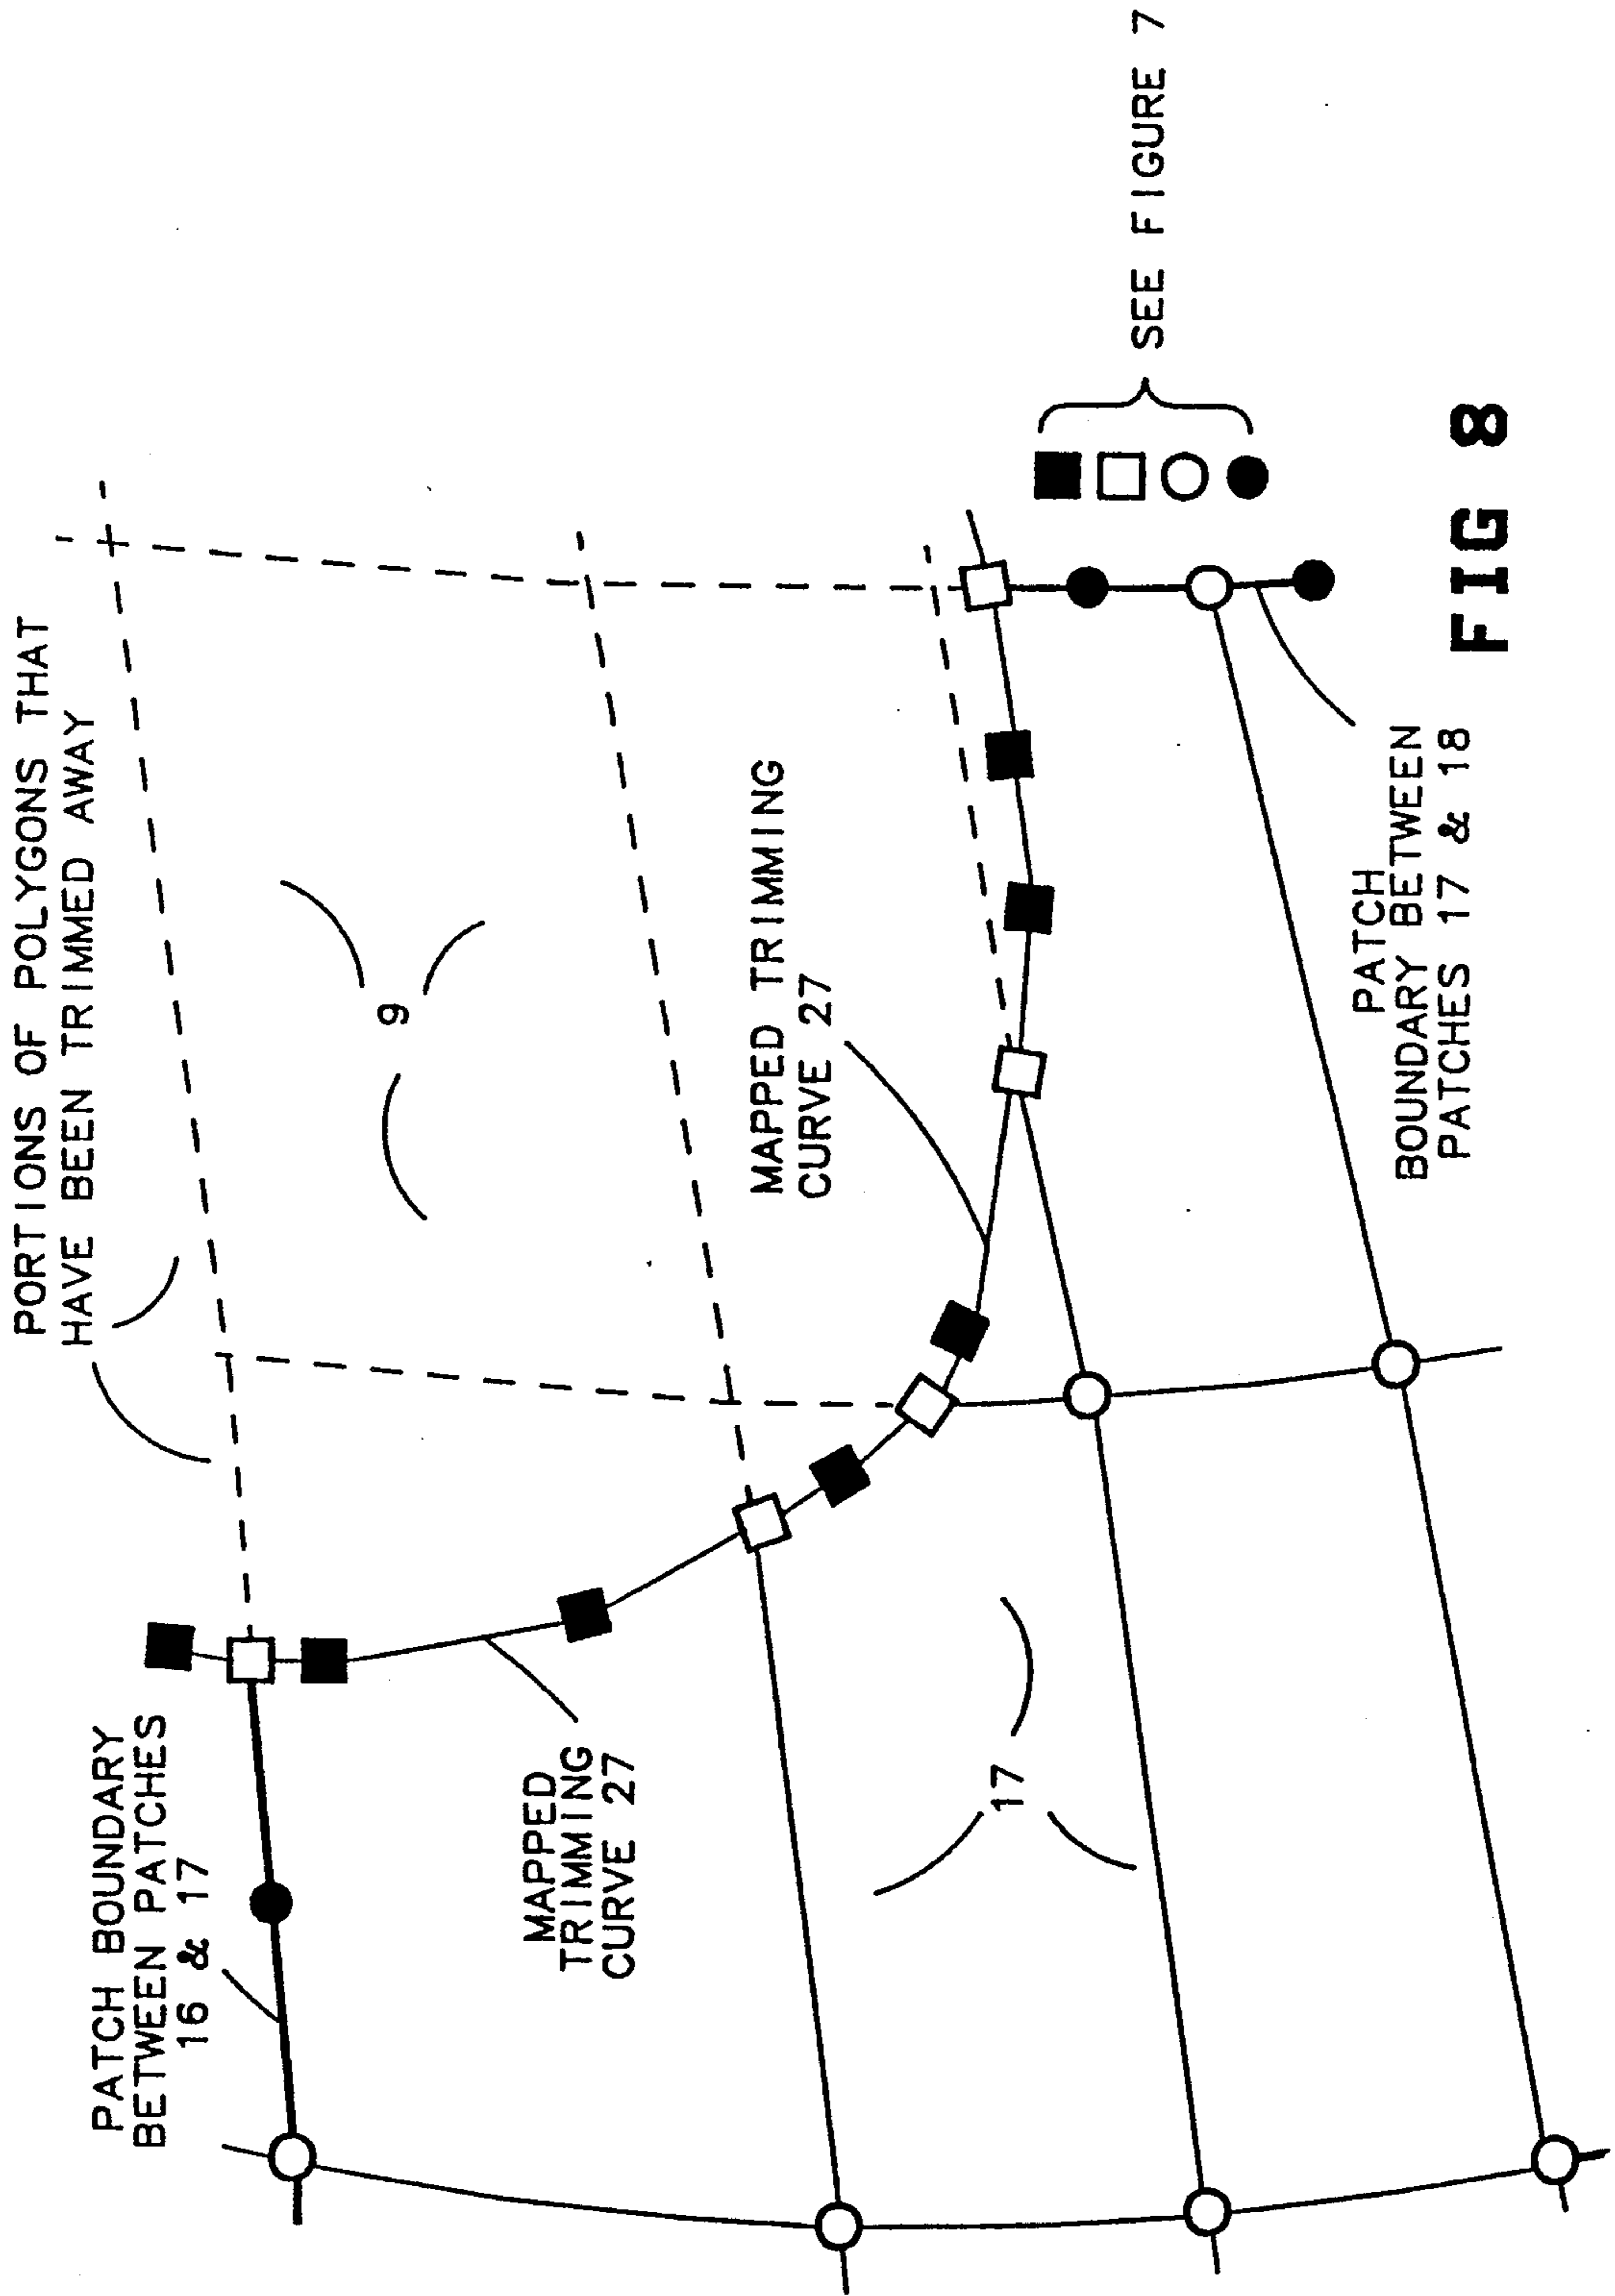 PORTIONS OF POLYGONS THAT
HAVE BEEN TRIMMED AWAY
PATCH BOUNDARY
BETWEEN PATCHES
16 & 17
9
MAPPED
TRIMMING
CURVE 27
MAPPED TRIMMING
CURVE 27
17
SEE FIGURE 7
PATCH
BOUNDARY BETWEEN
PATCHES 17 & 18
FIG 8